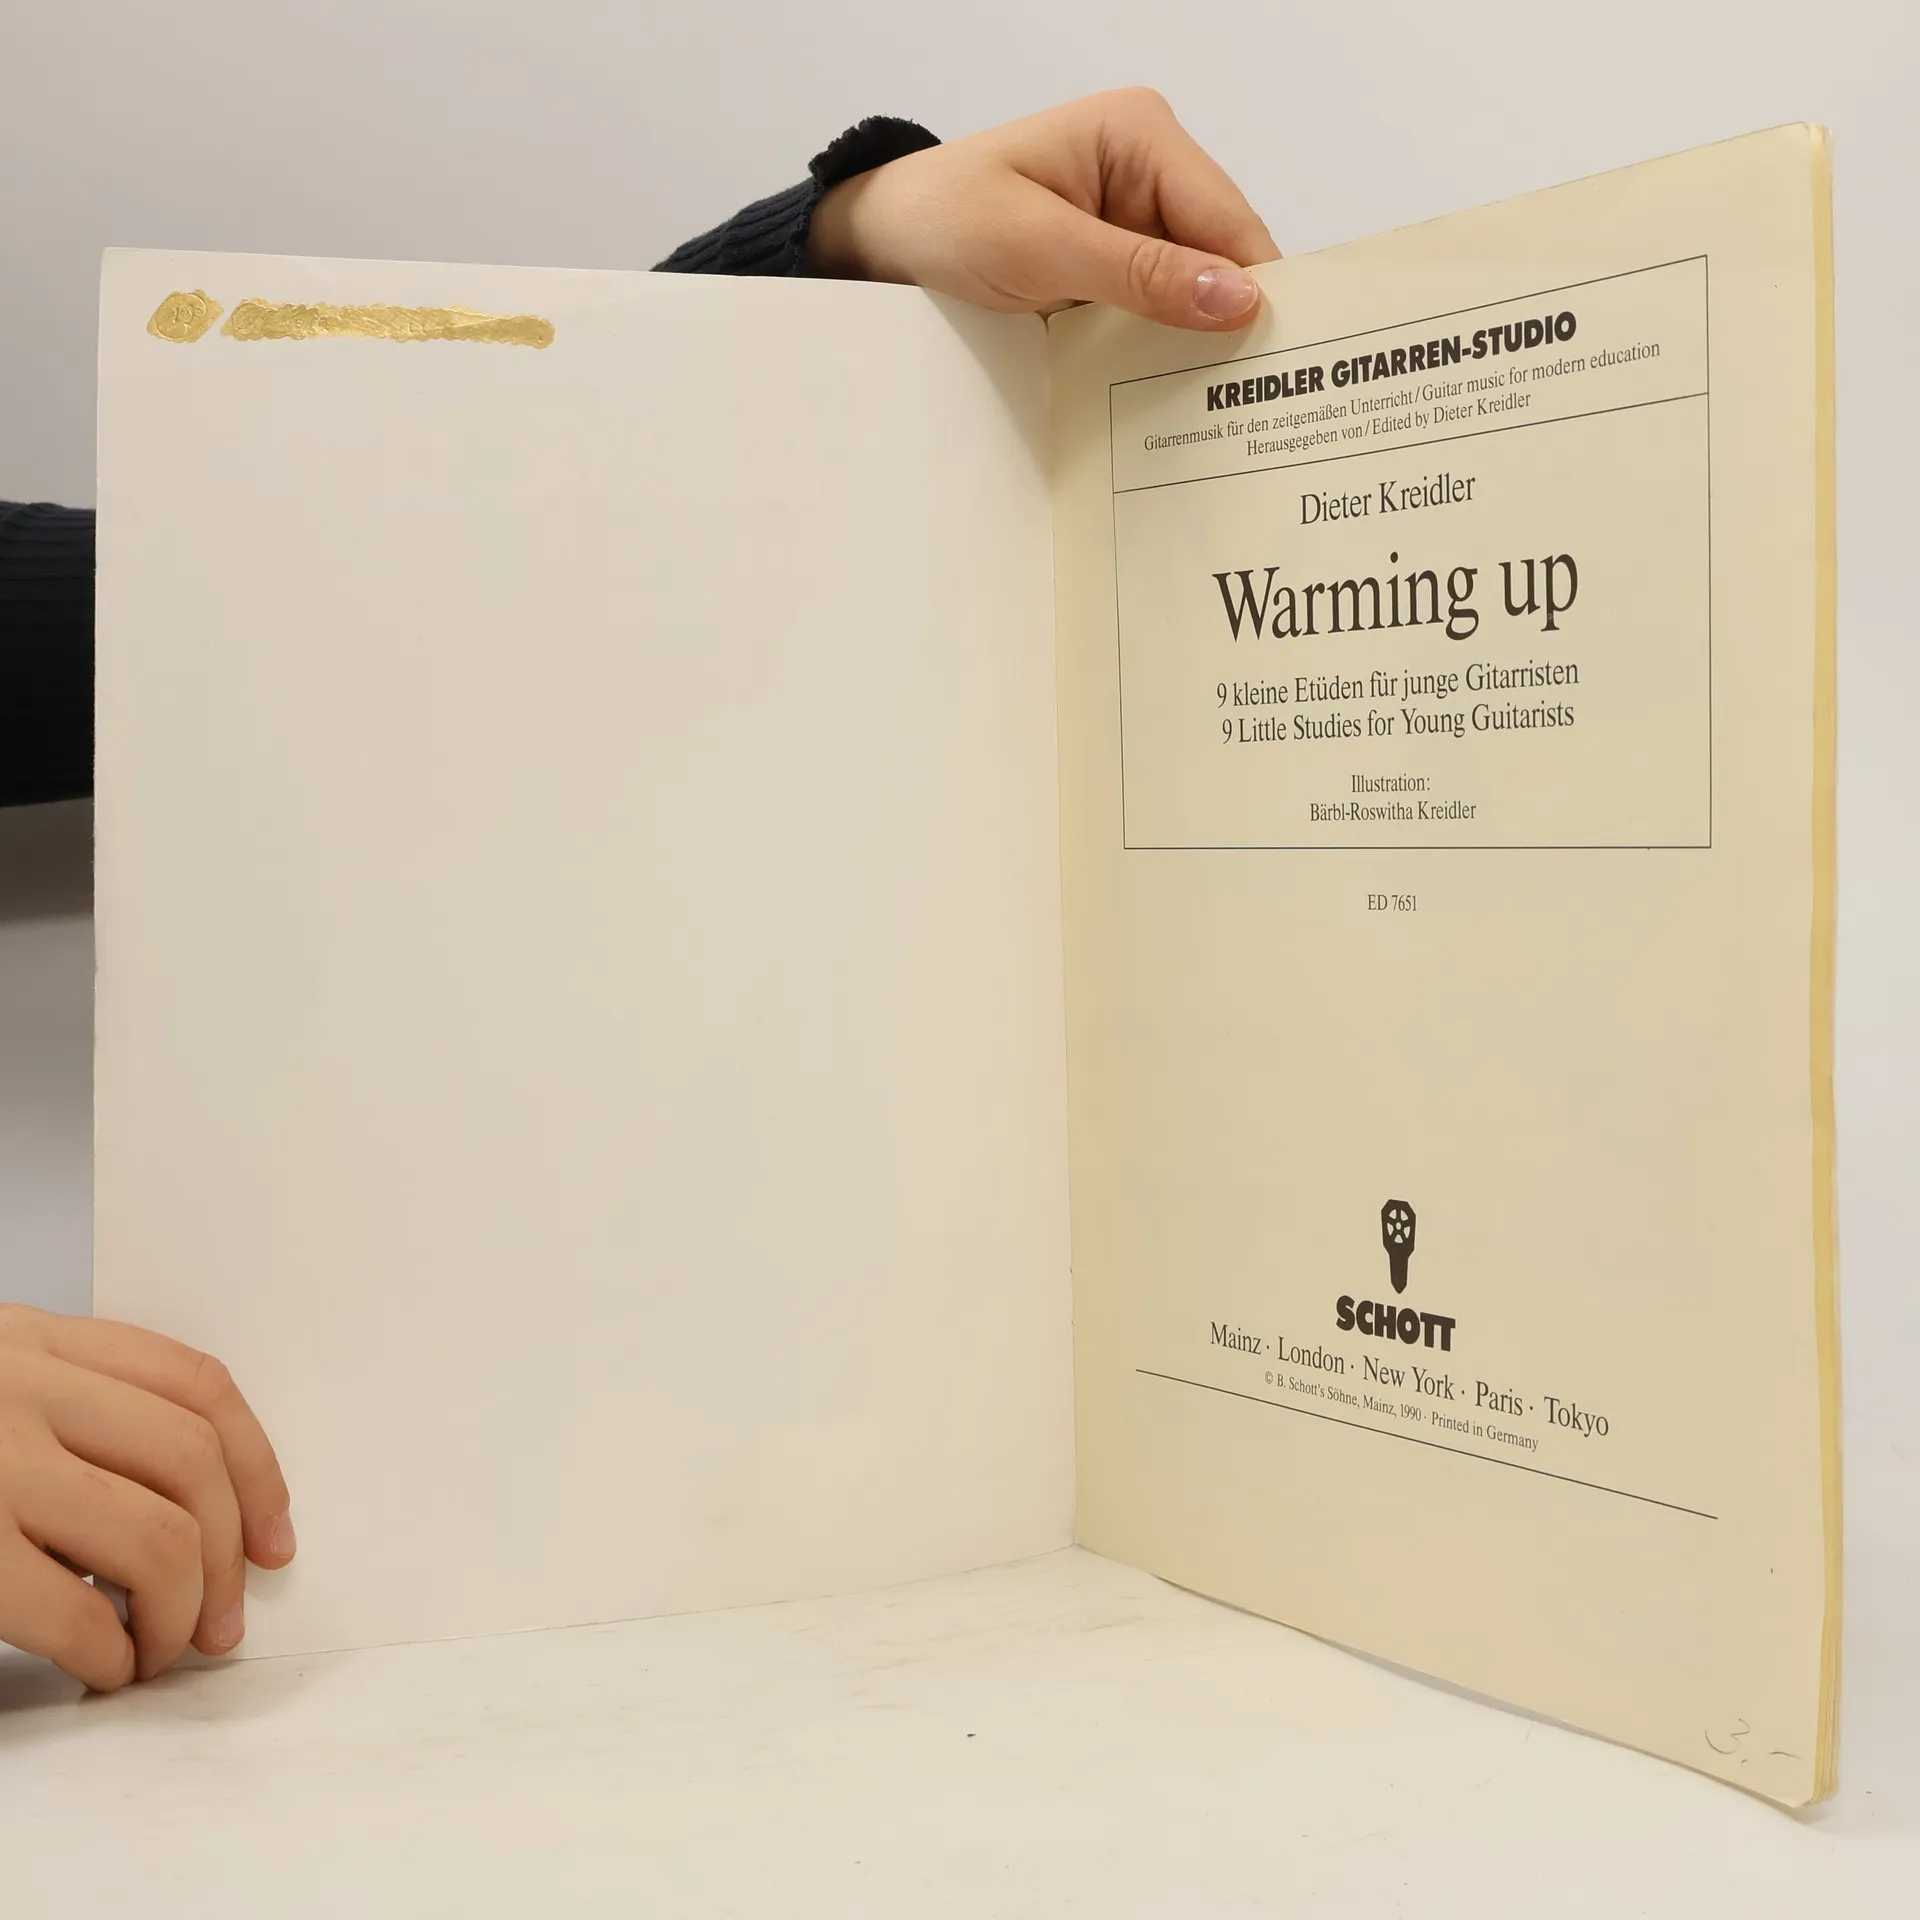 KREIDLER GITARREN-STUDIO
Gitarrenmusik für den zeitgemäßen Unterricht / Guitar music for modern education
Herausgegeben von / Edited by Dieter Kreidler
Dieter Kreidler
Warming up
9 kleine Etüden für junge Gitarristen
9 Little Studies for Young Guitarists
Illustration:
Bärbl-Roswitha Kreidler
ED 7651
SCHOTT
Mainz · London · New York · Paris · Tokyo
© B. Schott's Söhne, Mainz, 1990 · Printed in Germany
3.-